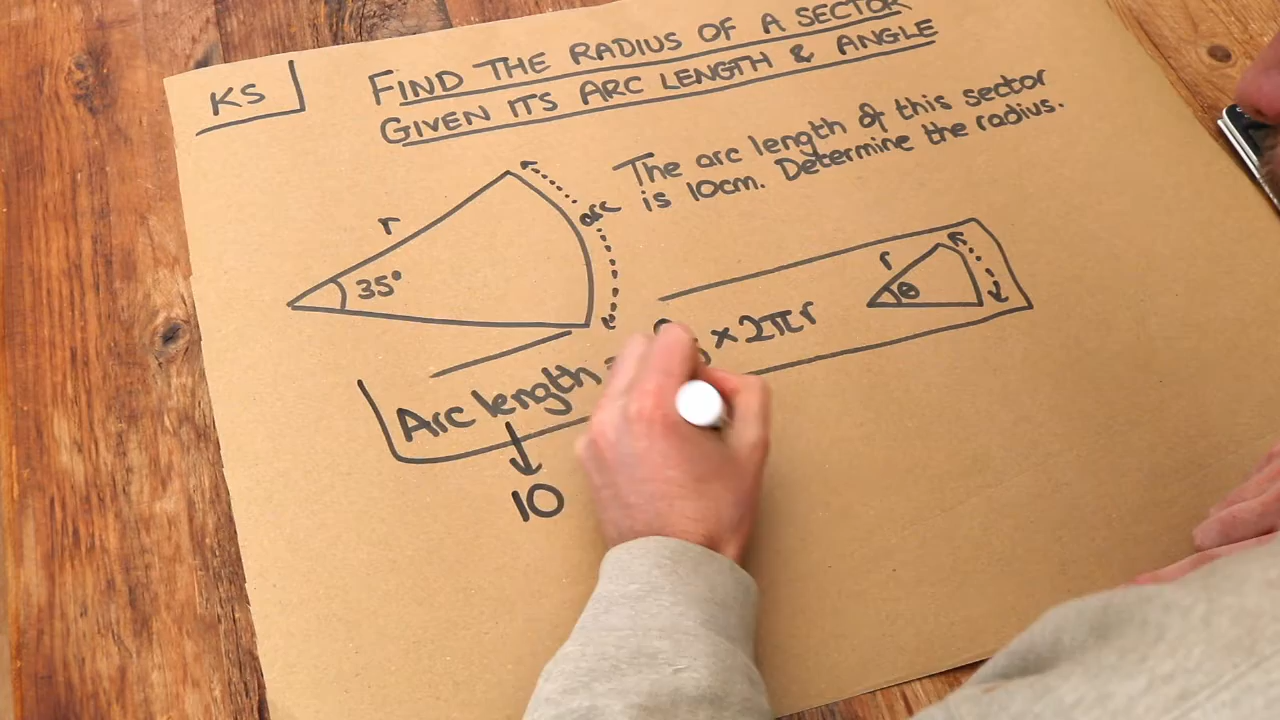 KS
FIND THE RADIUS OF A SECTOR
GIVEN ITS ARC LENGTH & ANGLE
The arc length of this sector
is 10cm. Determine the radius.
r
arc
35°
r
θ
Arc length × 2πr
10